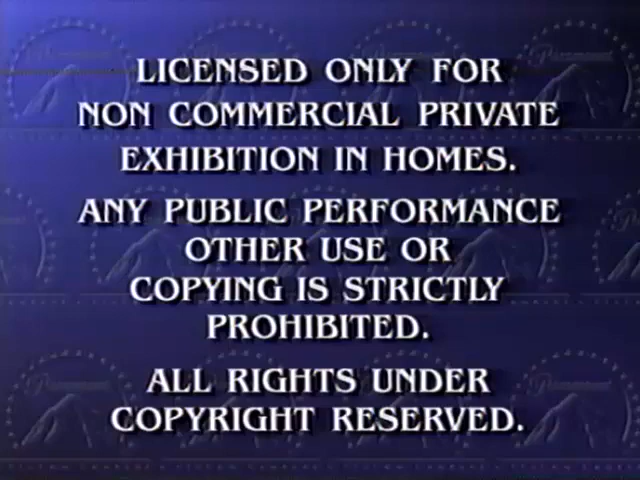 LICENSED ONLY FOR
NON COMMERCIAL PRIVATE
EXHIBITION IN HOMES.
ANY PUBLIC PERFORMANCE
OTHER USE OR
COPYING IS STRICTLY
PROHIBITED.
ALL RIGHTS UNDER
COPYRIGHT RESERVED.